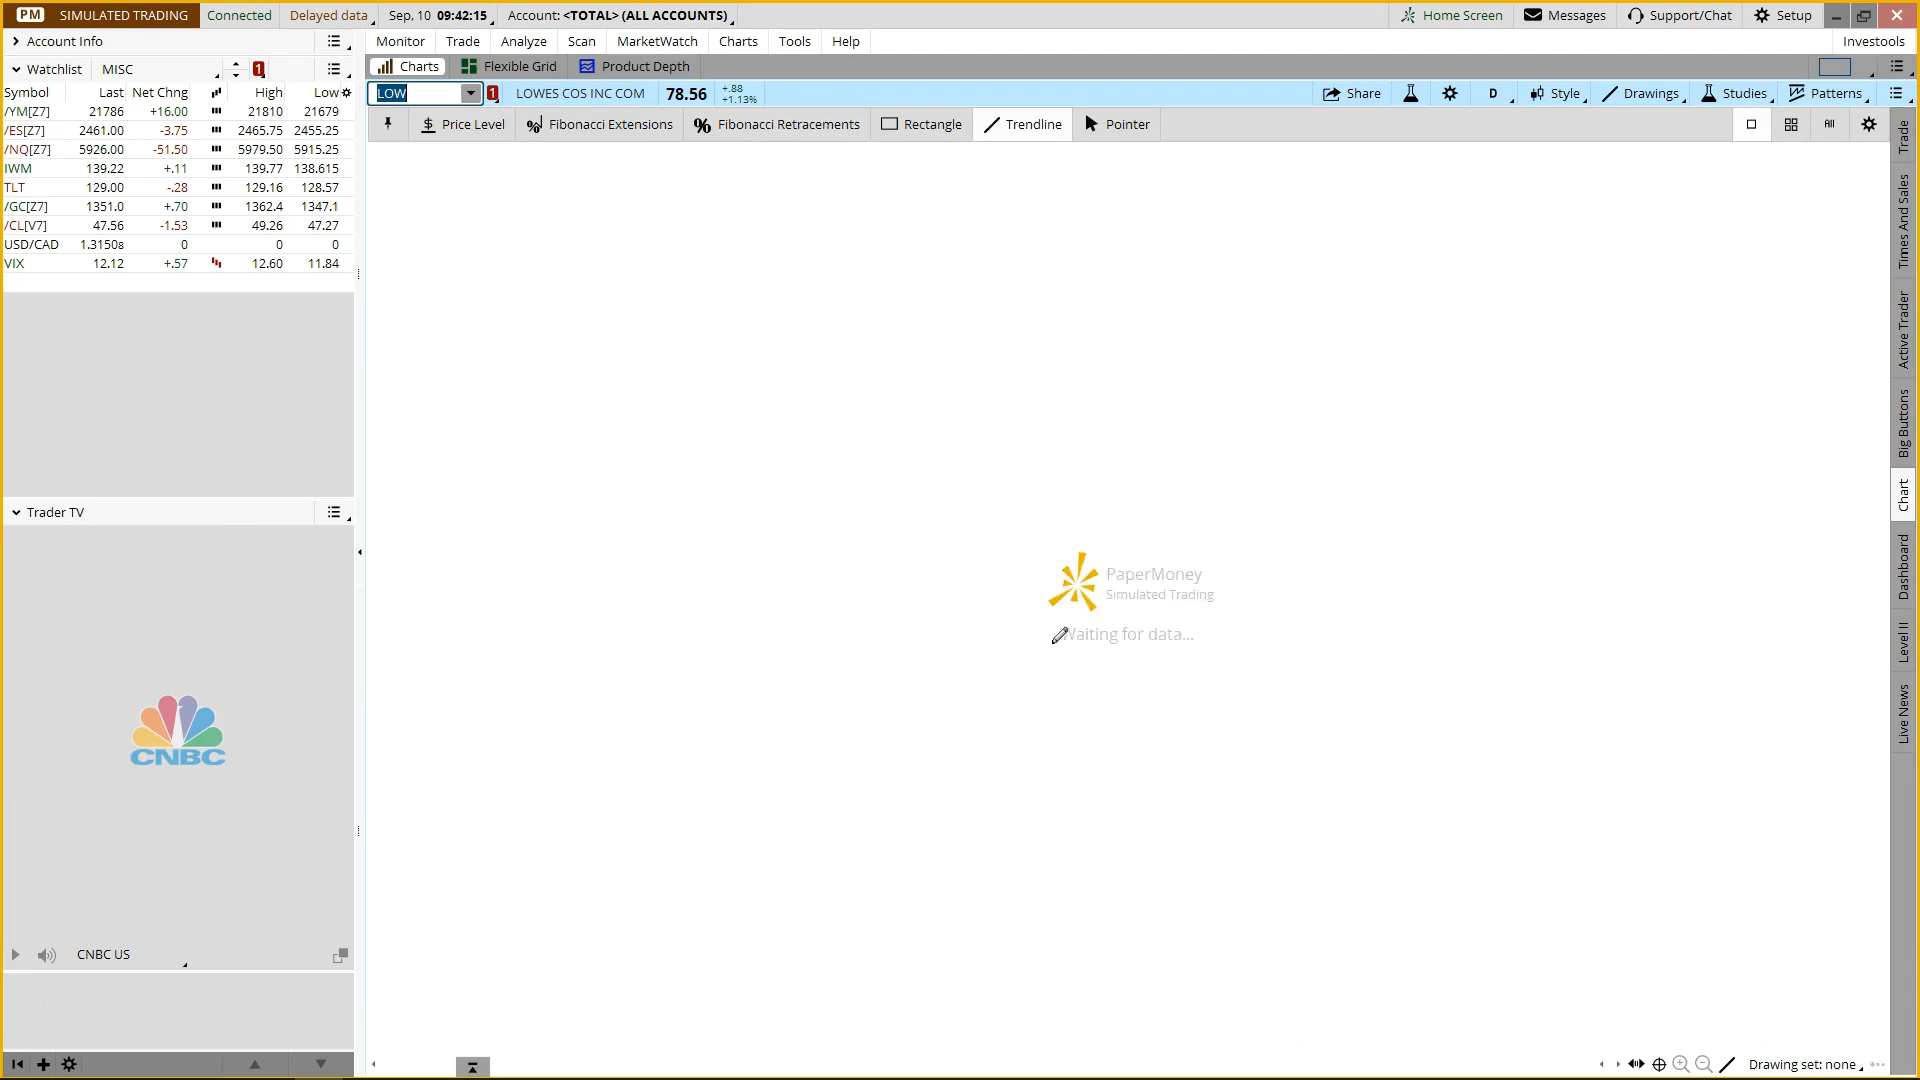 PM SIMULATED TRADING Connected Delayed data Sep, 10 09:42:15 Account: <TOTAL> (ALL ACCOUNTS) Home Screen Messages Support/Chat Setup
Account Info
Monitor Trade Analyze Scan MarketWatch Charts Tools Help Investools
Watchlist MISC 1
Charts Flexible Grid Product Depth
Symbol Last Net Chng High Low
LOW 1 LOWES COS INC COM 78.56 +.88 +1.13% Share D Style Drawings Studies Patterns
/YM[Z7] 21786 +16.00 21810 21679
$ Price Level Fibonacci Extensions Fibonacci Retracements Rectangle Trendline Pointer All
/ES[Z7] 2461.00 -3.75 2465.75 2455.25
/NQ[Z7] 5926.00 -51.50 5979.50 5915.25
IWM 139.22 +.11 139.77 138.615
TLT 129.00 -.28 129.16 128.57
/GC[Z7] 1351.0 +.70 1362.4 1347.1
/CL[V7] 47.56 -1.53 49.26 47.27
USD/CAD 1.31508 0 0 0
VIX 12.12 +.57 12.60 11.84
Trader TV
PaperMoney
Simulated Trading
Waiting for data...
CNBC
CNBC US
Drawing set: none
Trade
Times And Sales
Active Trader
Big Buttons
Chart
Dashboard
Level II
Live News